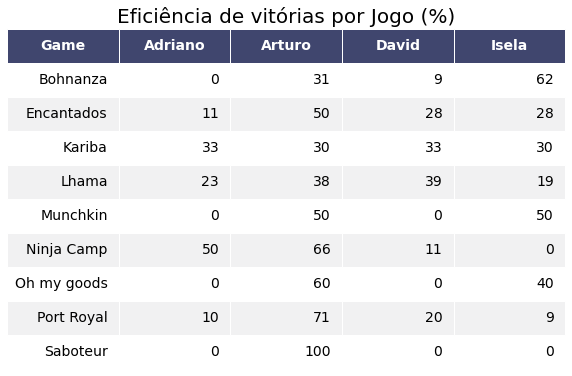 Eficiência de vitórias por Jogo (%)
Game Adriano Arturo David Isela
Bohnanza 0 31 9 62
Encantados 11 50 28 28
Kariba 33 30 33 30
Lhama 23 38 39 19
Munchkin 0 50 0 50
Ninja Camp 50 66 11 0
Oh my goods 0 60 0 40
Port Royal 10 71 20 9
Saboteur 0 100 0 0